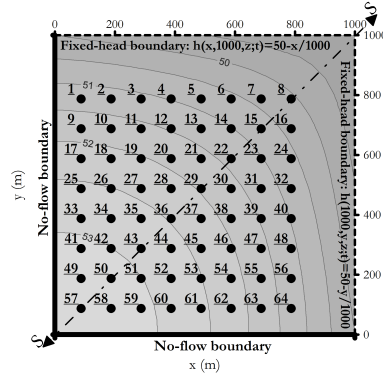 0 200 400 600 800 1000
S
Fixed-head boundary: h(x,1000,z;t)=50-x/1000
1000
50
51
1 2 3 4 5 6 7 8
800
9 10 11 12 13 14 15 16
52
17 18 19 20 21 22 23 24
600
25 26 27 28 29 30 31 32
33 34 35 36 37 38 39 40
400
53
41 42 43 44 45 46 47 48
49 50 51 52 53 54 55 56
200
57 58 59 60 61 62 63 64
0
S
No-flow boundary
y (m)
Fixed-head boundary: h(1000,y,z;t)=50-y/1000
No-flow boundary
x (m)